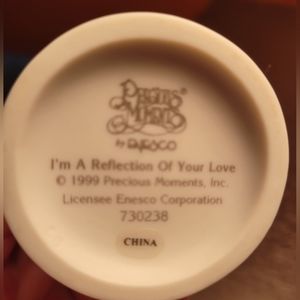 Precious
Moments
by ENESCO
I'm A Reflection Of Your Love
© 1999 Precious Moments, Inc.
Licensee Enesco Corporation
730238
CHINA